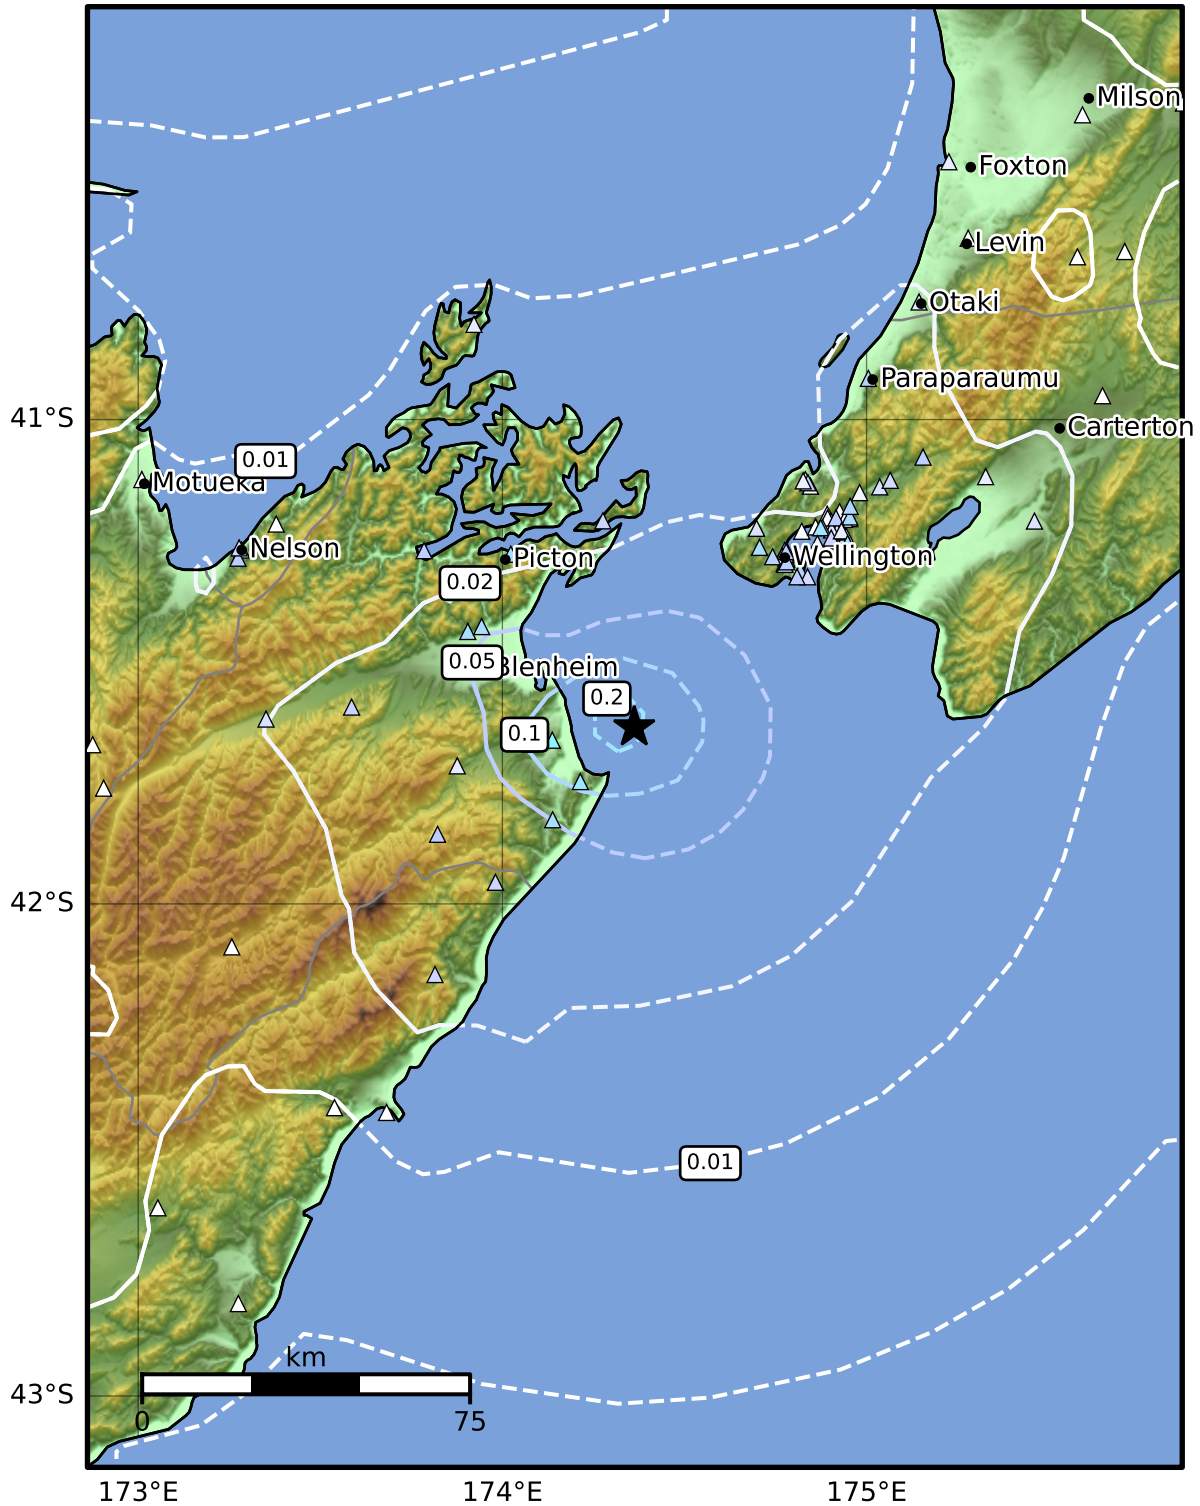 Milson
Foxton
Levin
Otaki
Paraparaumu
41°S
Carterton
0.01
Motueka
Nelson
Picton
Wellington
0.02
0.05
Blenheim
0.2
0.1
42°S
0.01
km
43°S
0
75
173°E
174°E
175°E